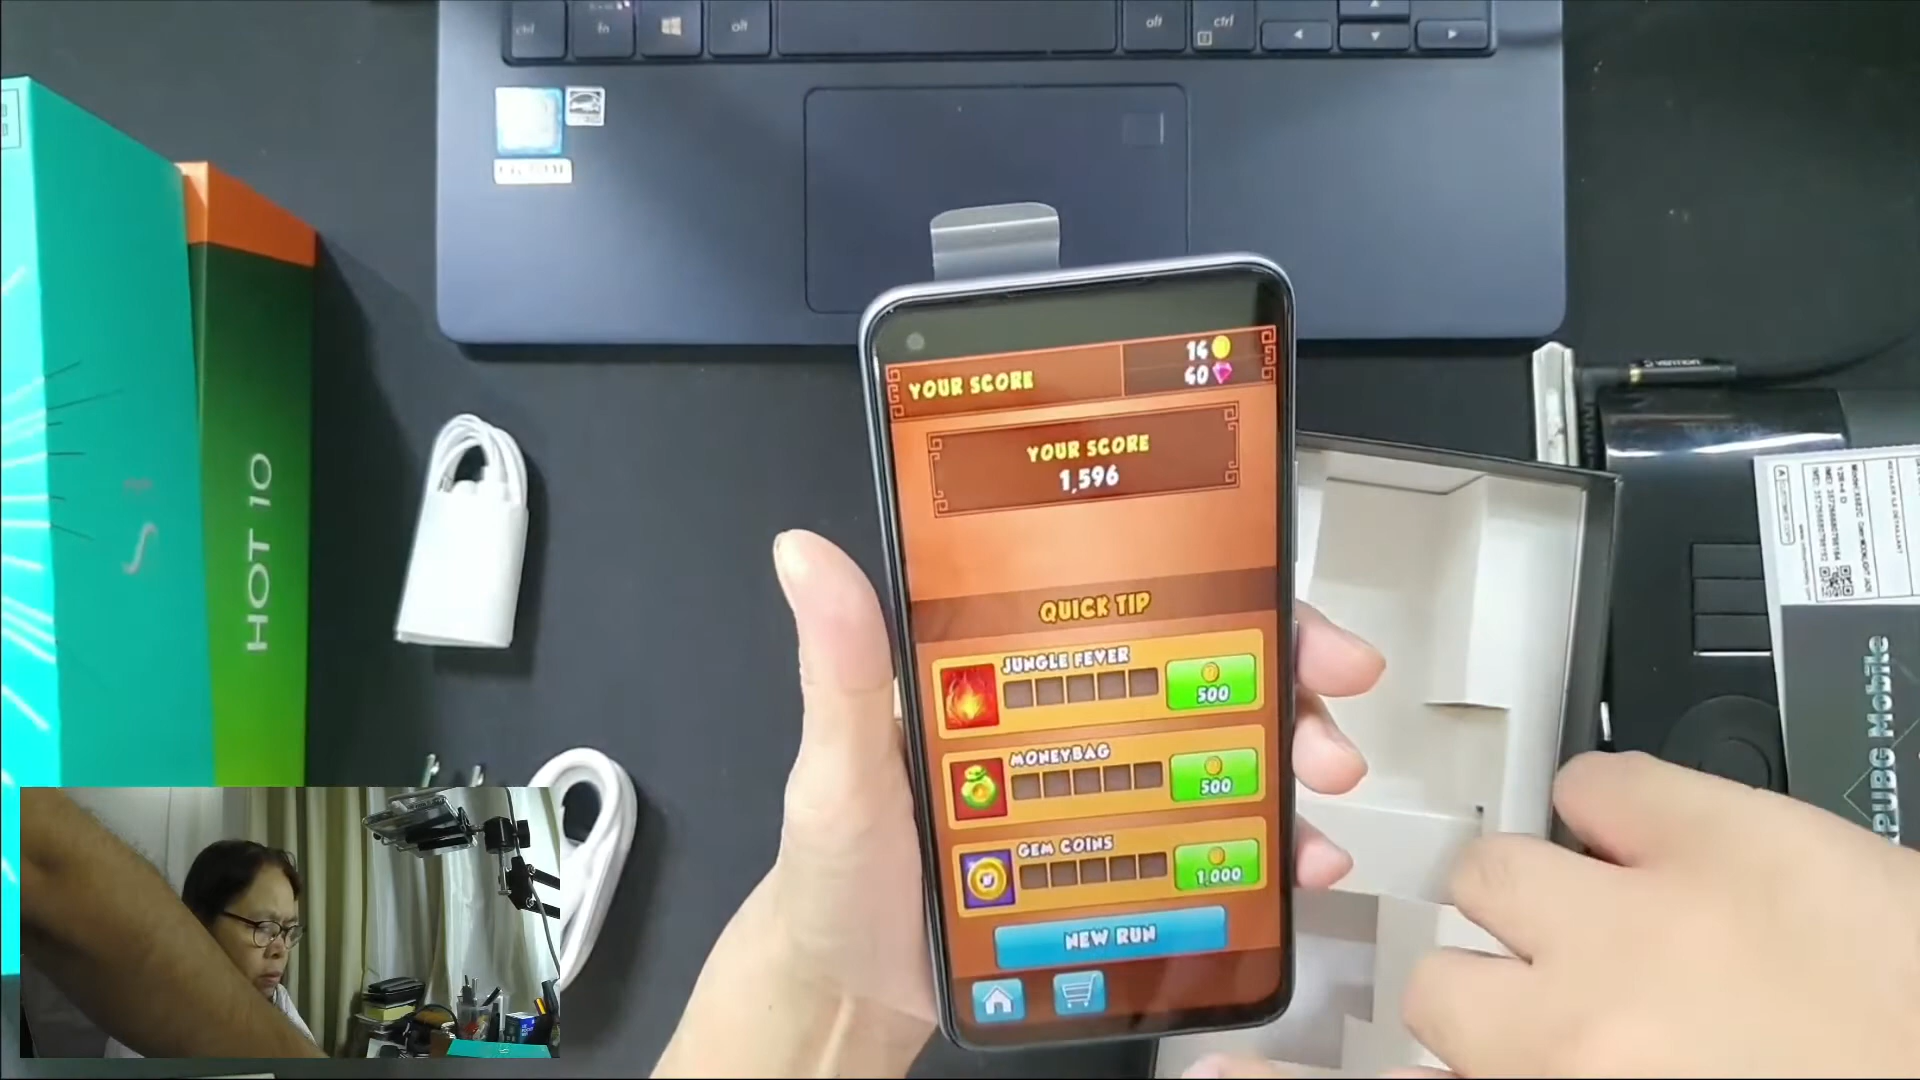 ctrl
fn
alt
alt
ctrl
HOT 10
S
YOUR SCORE
14
60
YOUR SCORE
1,596
QUICK TIP
JUNGLE FEVER
500
MONEYBAG
500
GEM COINS
1,000
NEW RUN
PUBG Mobile